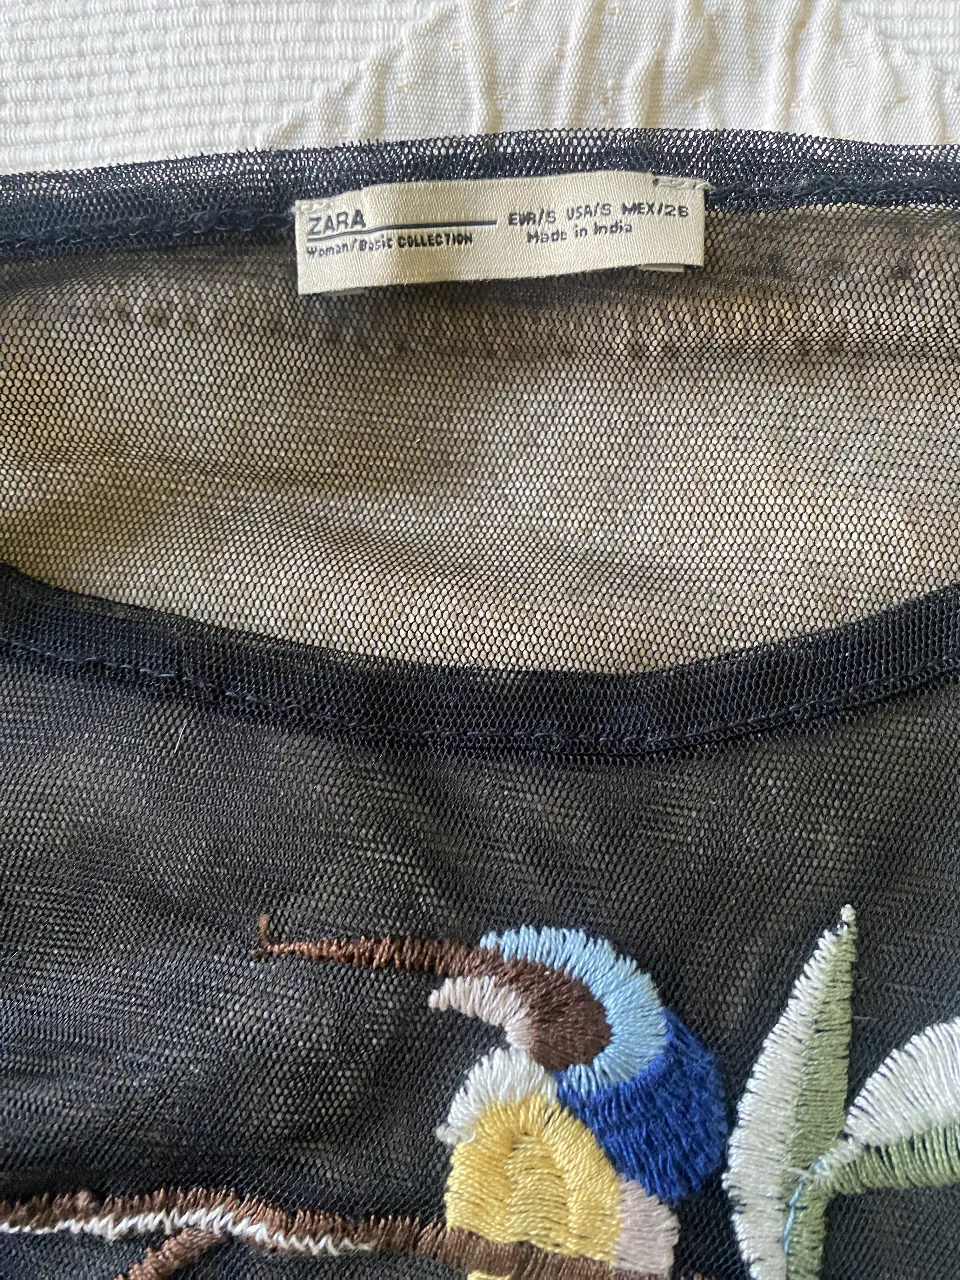 ZARA
Woman/Basic COLLECTION
EUR/S USA/S MEX/26
Made in India